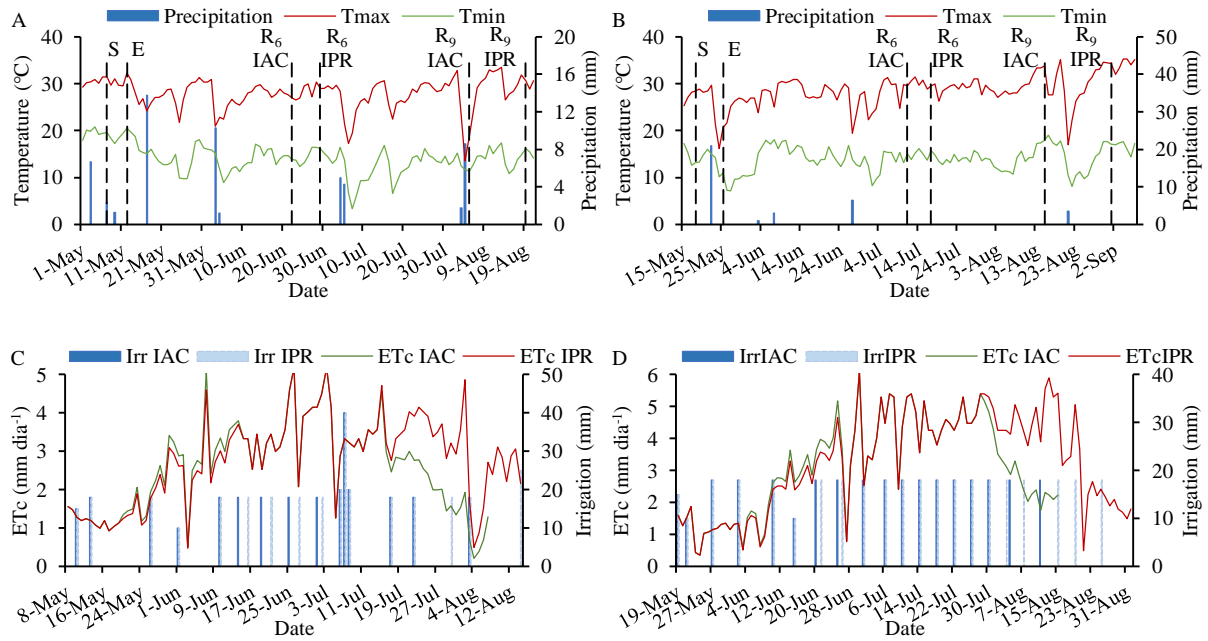 A Precipitation Tmax Tmin
S E R6 IAC R6 IPR R9 IAC R9 IPR
Temperature (ºC)
40 30 20 10 0
Precipitation (mm)
20 16 12 8 4 0
1-May 11-May 21-May 31-May 10-Jun 20-Jun 30-Jun 10-Jul 20-Jul 30-Jul 9-Aug 19-Aug
Date
B Precipitation Tmax Tmin
S E R6 IAC R6 IPR R9 IAC R9 IPR
Temperature (ºC)
40 30 20 10 0
Precipitation (mm)
50 40 30 20 10 0
15-May 25-May 4-Jun 14-Jun 24-Jun 4-Jul 14-Jul 24-Jul 3-Aug 13-Aug 23-Aug 2-Sep
Date
C Irr IAC Irr IPR ETc IAC ETc IPR
ETc (mm dia-1)
5 4 3 2 1 0
Irrigation (mm)
50 40 30 20 10 0
8-May 16-May 24-May 1-Jun 9-Jun 17-Jun 25-Jun 3-Jul 11-Jul 19-Jul 27-Jul 4-Aug 12-Aug
Date
D IrrIAC IrrIPR ETc IAC ETcIPR
ETc (mm dia-1)
6 5 4 3 2 1 0
Irrigation (mm)
40 30 20 10 0
19-May 27-May 4-Jun 12-Jun 20-Jun 28-Jun 6-Jul 14-Jul 22-Jul 30-Jul 7-Aug 15-Aug 23-Aug 31-Aug
Date